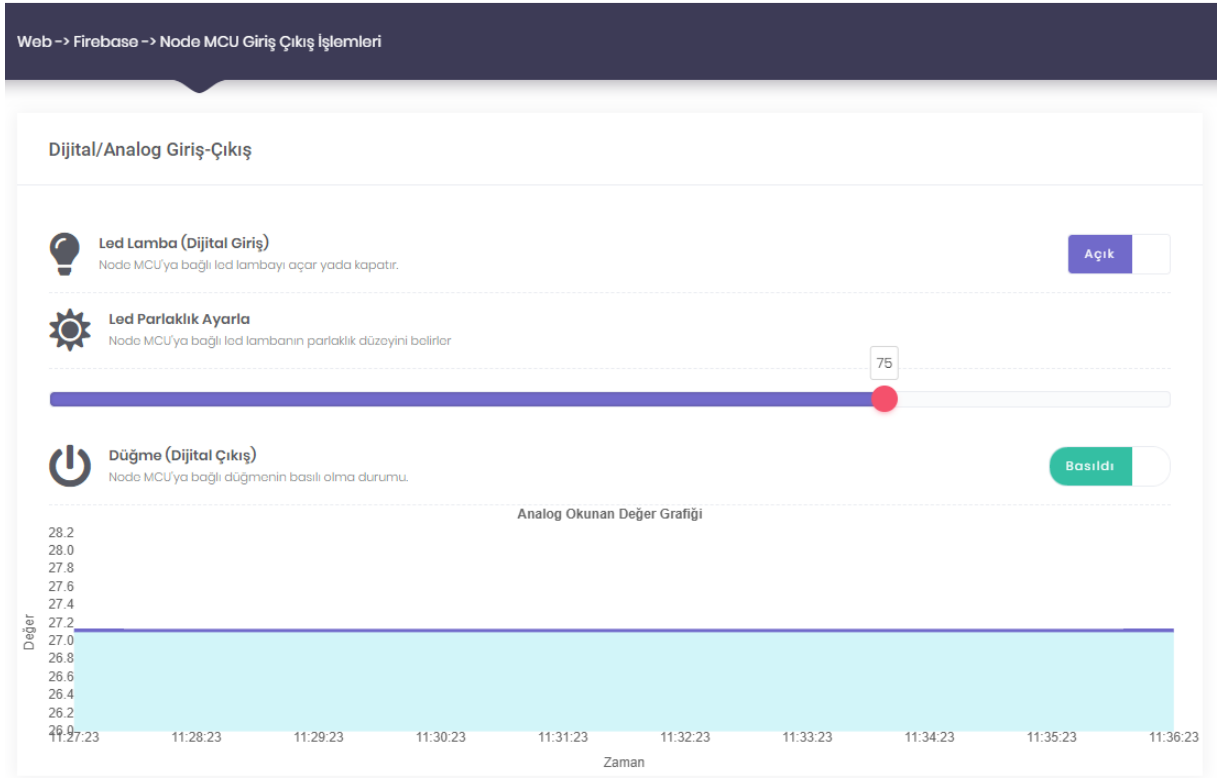 Web -> Firebase -> Node MCU Giriş Çıkış İşlemleri
Dijital/Analog Giriş-Çıkış
Led Lamba (Dijital Giriş)
Node MCU'ya bağlı led lambayı açar yada kapatır.
Açık
Led Parlaklık Ayarla
Node MCU'ya bağlı led lambanın parlaklık düzeyini belirler
75
Düğme (Dijital Çıkış)
Node MCU'ya bağlı düğmenin basılı olma durumu.
Basıldı
Analog Okunan Değer Grafiği
28.2
28.0
27.8
27.6
27.4
27.2
27.0
26.8
26.6
26.4
26.2
26.0
Değer
11:27:23 11:28:23 11:29:23 11:30:23 11:31:23 11:32:23 11:33:23 11:34:23 11:35:23 11:36:23
Zaman